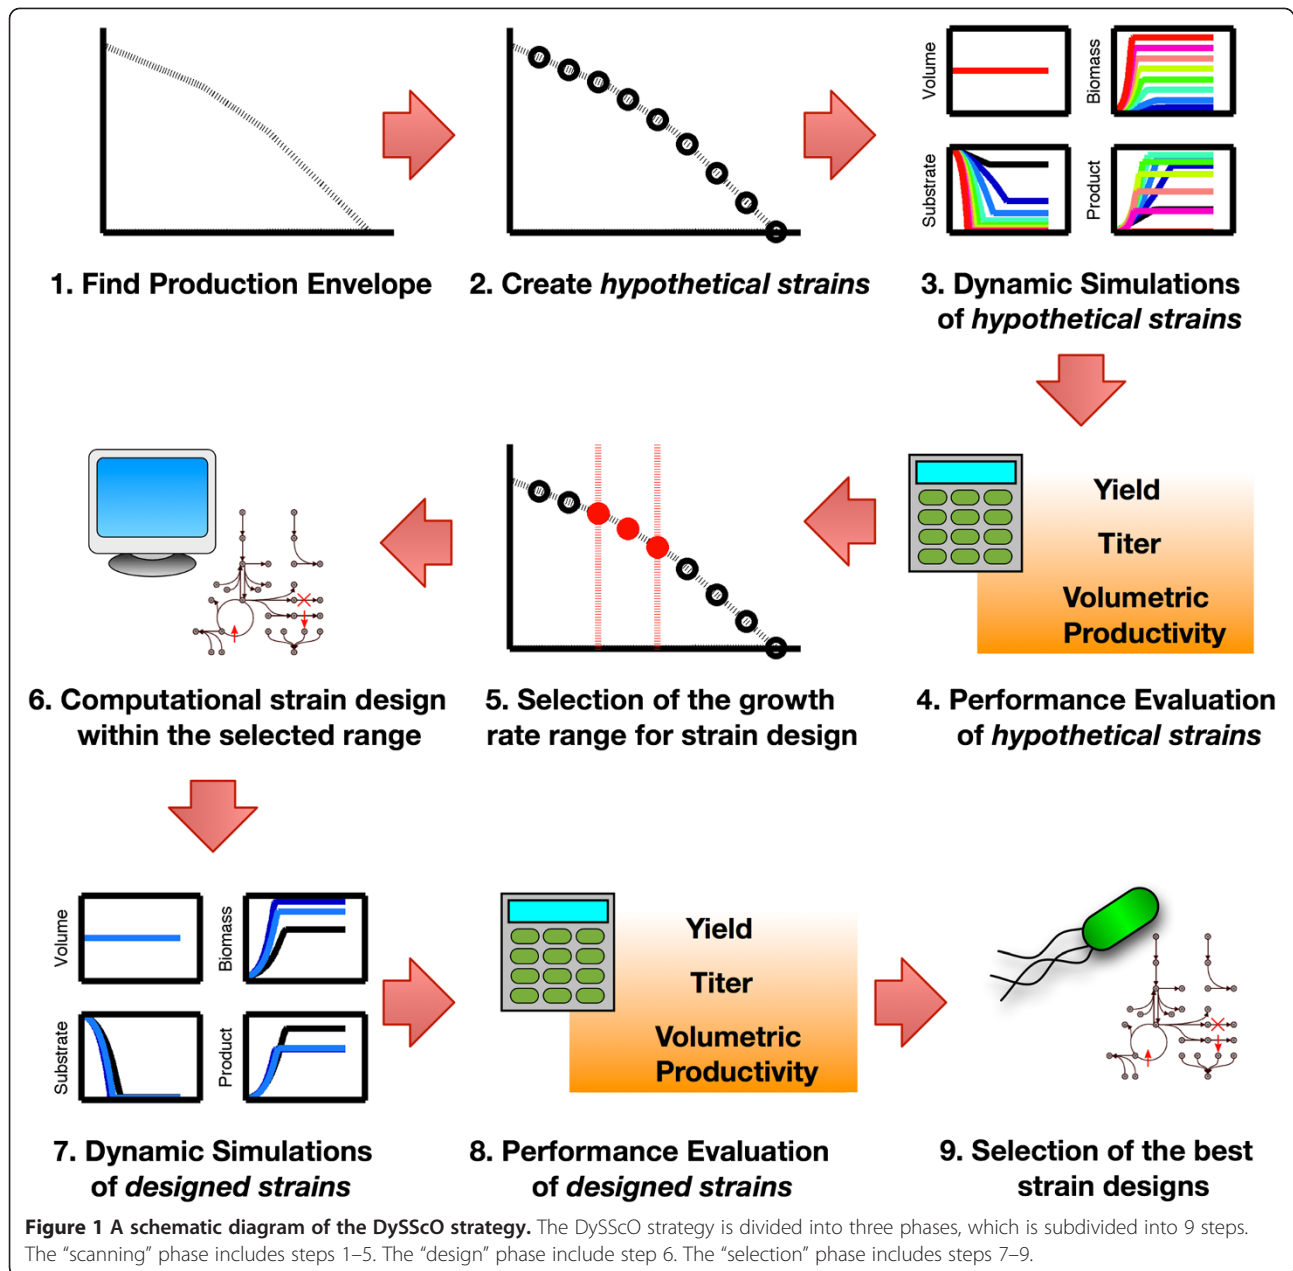 Volume
Biomass
Substrate
Product
1. Find Production Envelope
2. Create hypothetical strains
3. Dynamic Simulations
of hypothetical strains
Yield
Titer
Volumetric
Productivity
4. Performance Evaluation
of hypothetical strains
5. Selection of the growth
rate range for strain design
6. Computational strain design
within the selected range
Volume
Biomass
Substrate
Product
7. Dynamic Simulations
of designed strains
Yield
Titer
Volumetric
Productivity
8. Performance Evaluation
of designed strains
9. Selection of the best
strain designs
Figure 1 A schematic diagram of the DySScO strategy. The DySScO strategy is divided into three phases, which is subdivided into 9 steps.
The “scanning” phase includes steps 1–5. The “design” phase include step 6. The “selection” phase includes steps 7–9.